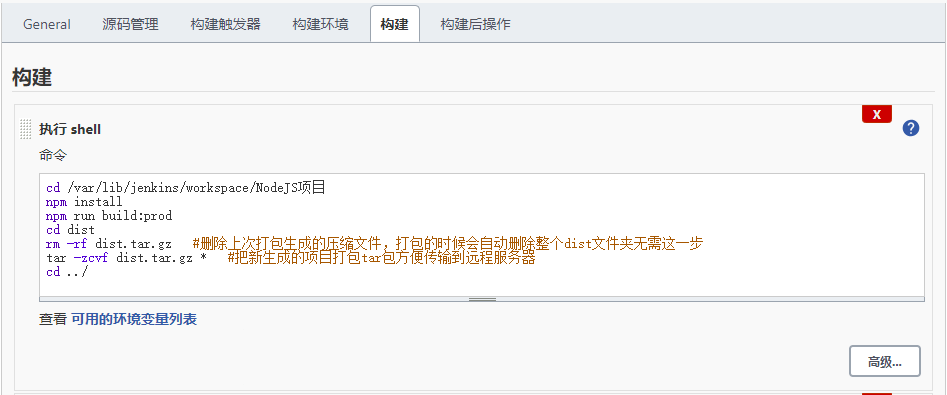 General 源码管理 构建触发器 构建环境 构建 构建后操作
构建
X
执行 shell
?
命令
cd /var/lib/jenkins/workspace/NodeJS项目
npm install
npm run build:prod
cd dist
rm -rf dist.tar.gz #删除上次打包生成的压缩文件，打包的时候会自动删除整个dist文件夹无需这一步
tar -zcvf dist.tar.gz * #把新生成的项目打包tar包方便传输到远程服务器
cd ../
查看 可用的环境变量列表
高级...